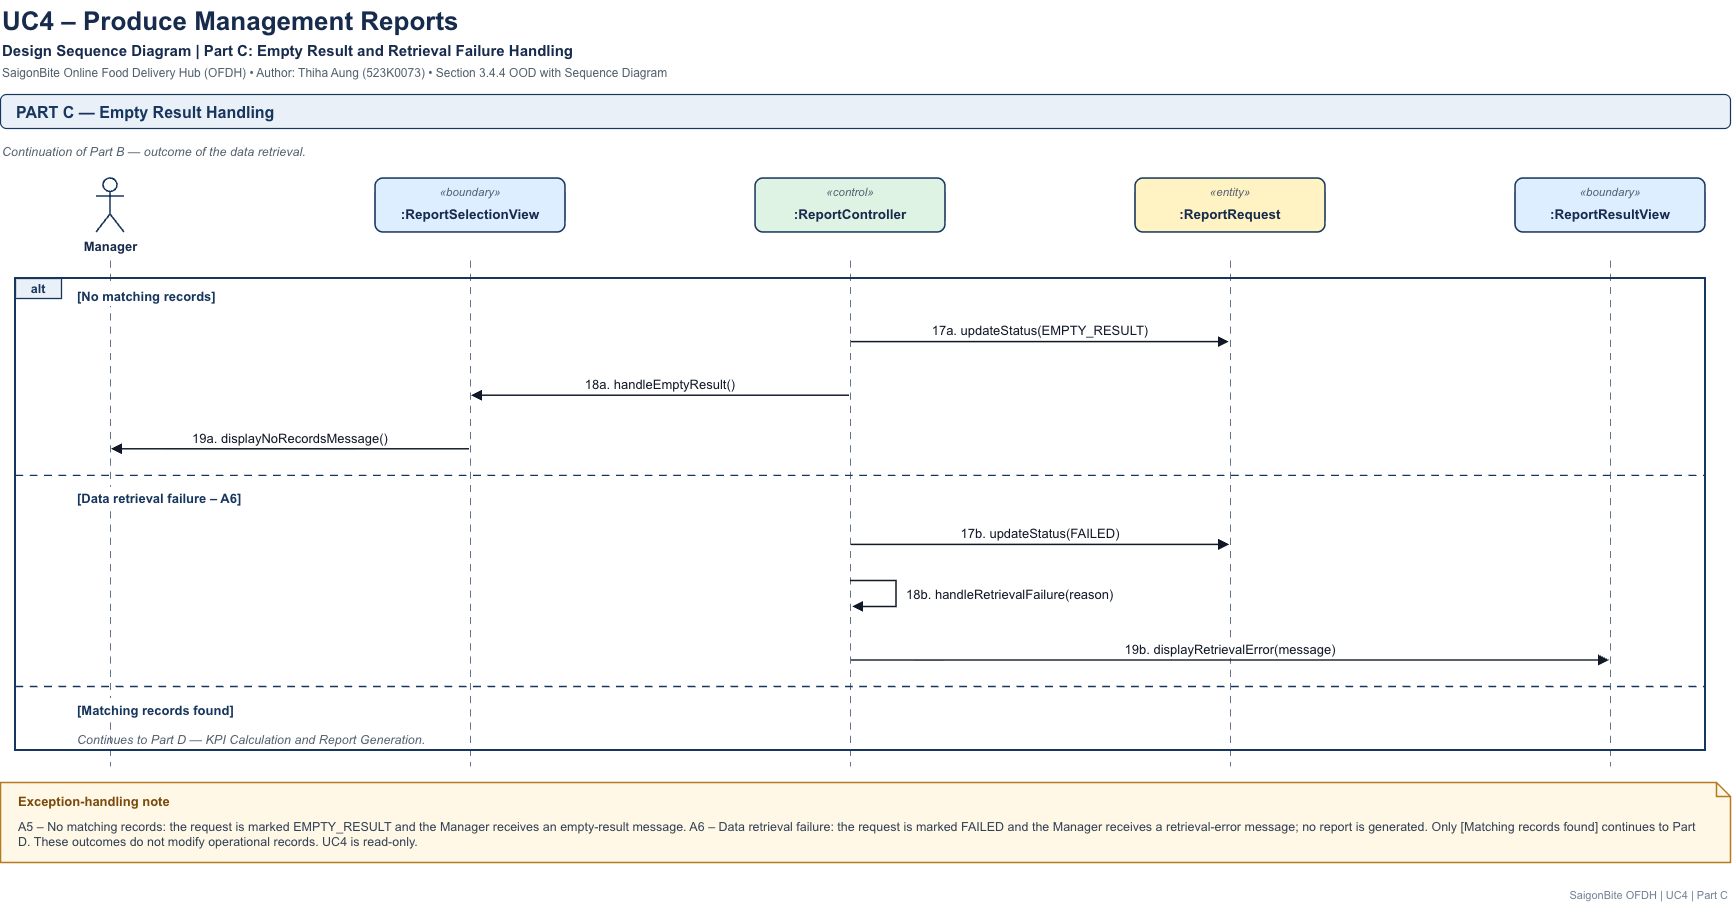 UC4 – Produce Management Reports
Design Sequence Diagram | Part C: Empty Result and Retrieval Failure Handling
SaigonBite Online Food Delivery Hub (OFDH) • Author: Thiha Aung (523K0073) • Section 3.4.4 OOD with Sequence Diagram
PART C — Empty Result Handling
Continuation of Part B — outcome of the data retrieval.
Manager
«boundary»
:ReportSelectionView
«control»
:ReportController
«entity»
:ReportRequest
«boundary»
:ReportResultView
alt
[No matching records]
17a. updateStatus(EMPTY_RESULT)
18a. handleEmptyResult()
19a. displayNoRecordsMessage()
[Data retrieval failure – A6]
17b. updateStatus(FAILED)
18b. handleRetrievalFailure(reason)
19b. displayRetrievalError(message)
[Matching records found]
Continues to Part D — KPI Calculation and Report Generation.
Exception-handling note
A5 – No matching records: the request is marked EMPTY_RESULT and the Manager receives an empty-result message. A6 – Data retrieval failure: the request is marked FAILED and the Manager receives a retrieval-error message; no report is generated. Only [Matching records found] continues to Part
D. These outcomes do not modify operational records. UC4 is read-only.
SaigonBite OFDH | UC4 | Part C